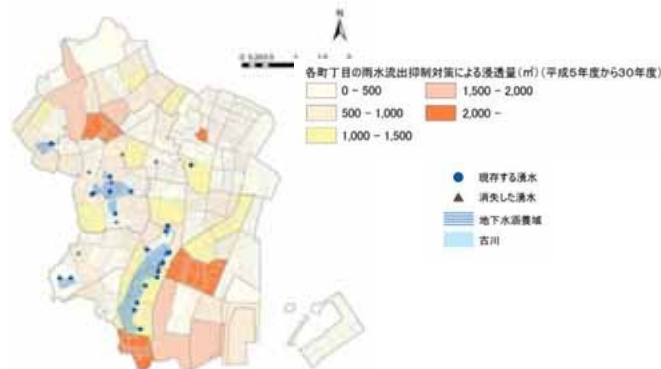 N
各町丁目の雨水流出抑制対策による浸透量(㎥)(平成5年度から30年度)
0 - 500
1,500 - 2,000
500 - 1,000
2,000 -
1,000 - 1,500
現存する湧水
消失した湧水
地下水涵養域
古川